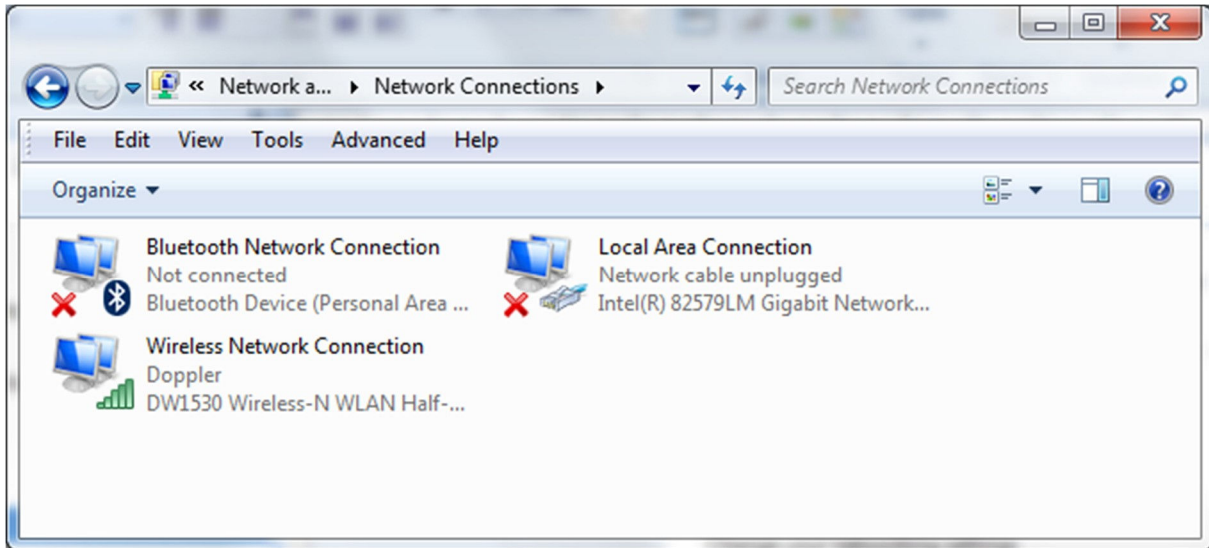 « Network a... ▸ Network Connections ▸
Search Network Connections
File Edit View Tools Advanced Help
Organize
Bluetooth Network Connection
Not connected
Bluetooth Device (Personal Area ...
Local Area Connection
Network cable unplugged
Intel(R) 82579LM Gigabit Network...
Wireless Network Connection
Doppler
DW1530 Wireless-N WLAN Half-...